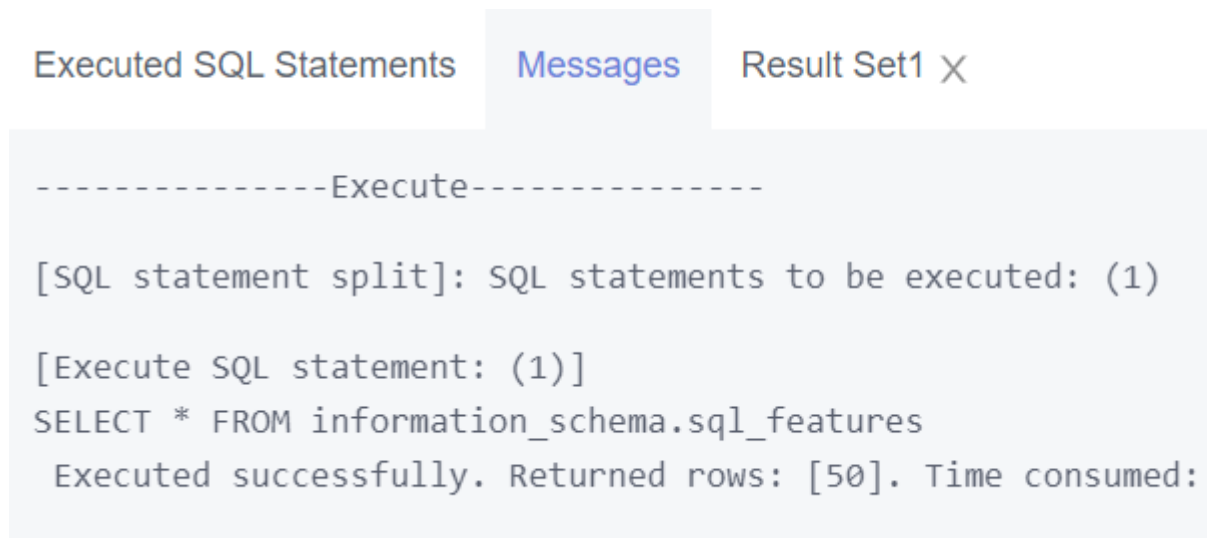 Executed SQL Statements Messages Result Set1 X
---------------Execute---------------
[SQL statement split]: SQL statements to be executed: (1)
[Execute SQL statement: (1)]
SELECT * FROM information_schema.sql_features
Executed successfully. Returned rows: [50]. Time consumed: